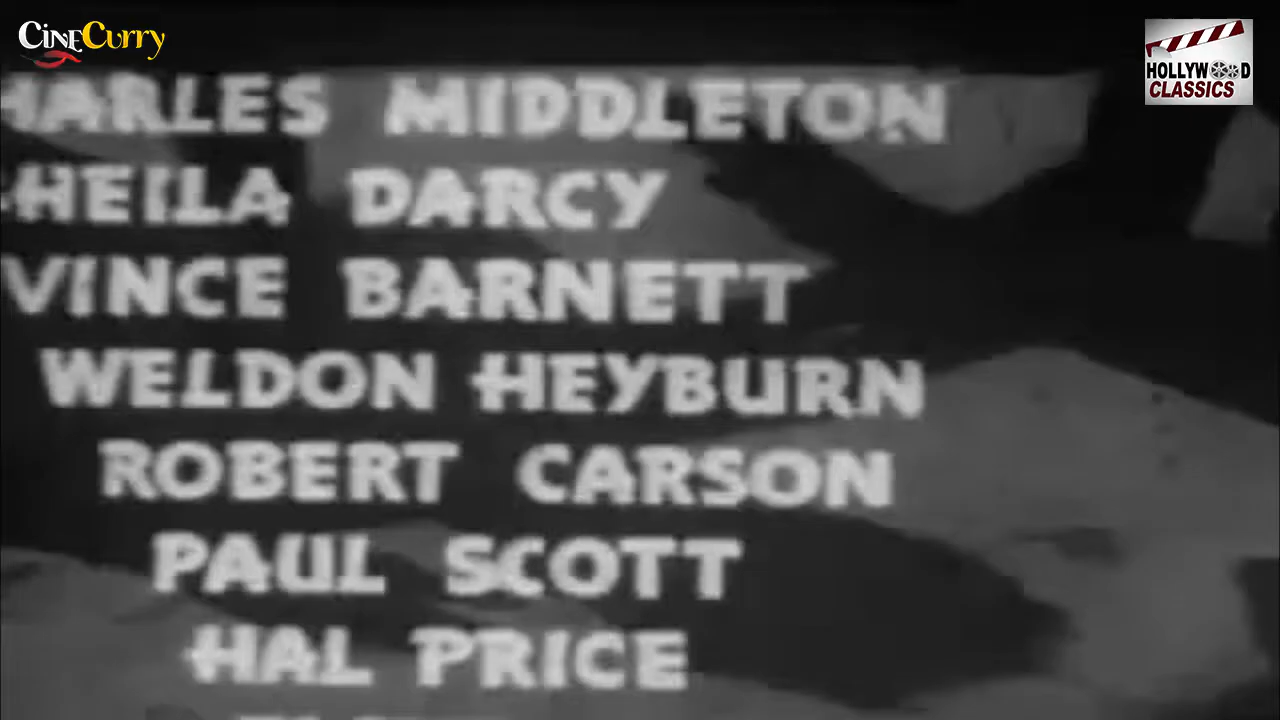 CineCurry
HOLLYWOOD
CLASSICS
HARLES MIDDLETON
HEILA DARCY
VINCE BARNETT
WELDON HEYBURN
ROBERT CARSON
PAUL SCOTT
HAL PRICE